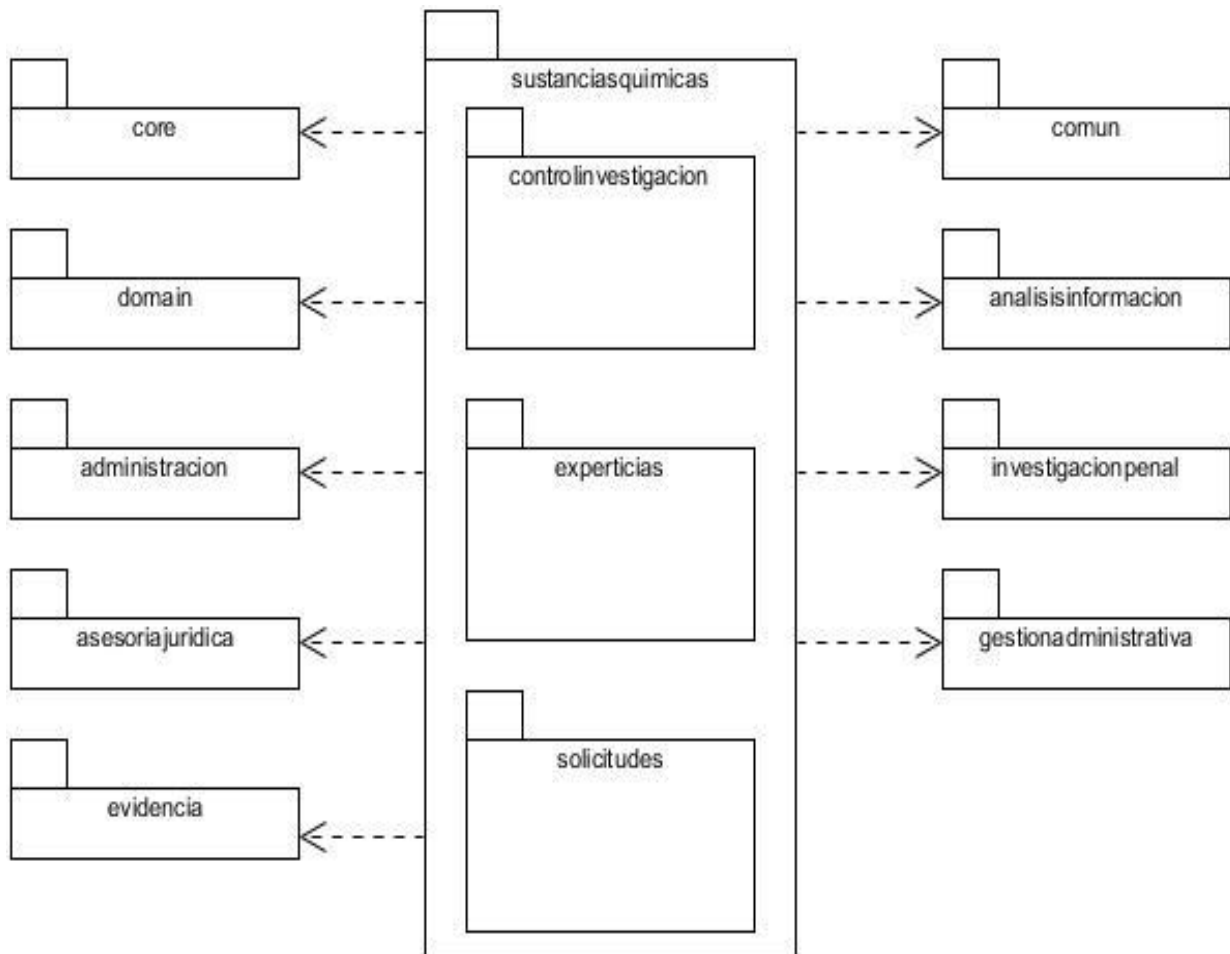 sustanciasquimicas
core
comun
controlinvestigacion
domain
analisisinformacion
administracion
experticias
investigacionpenal
asesoriajuridica
gestionadministrativa
solicitudes
evidencia